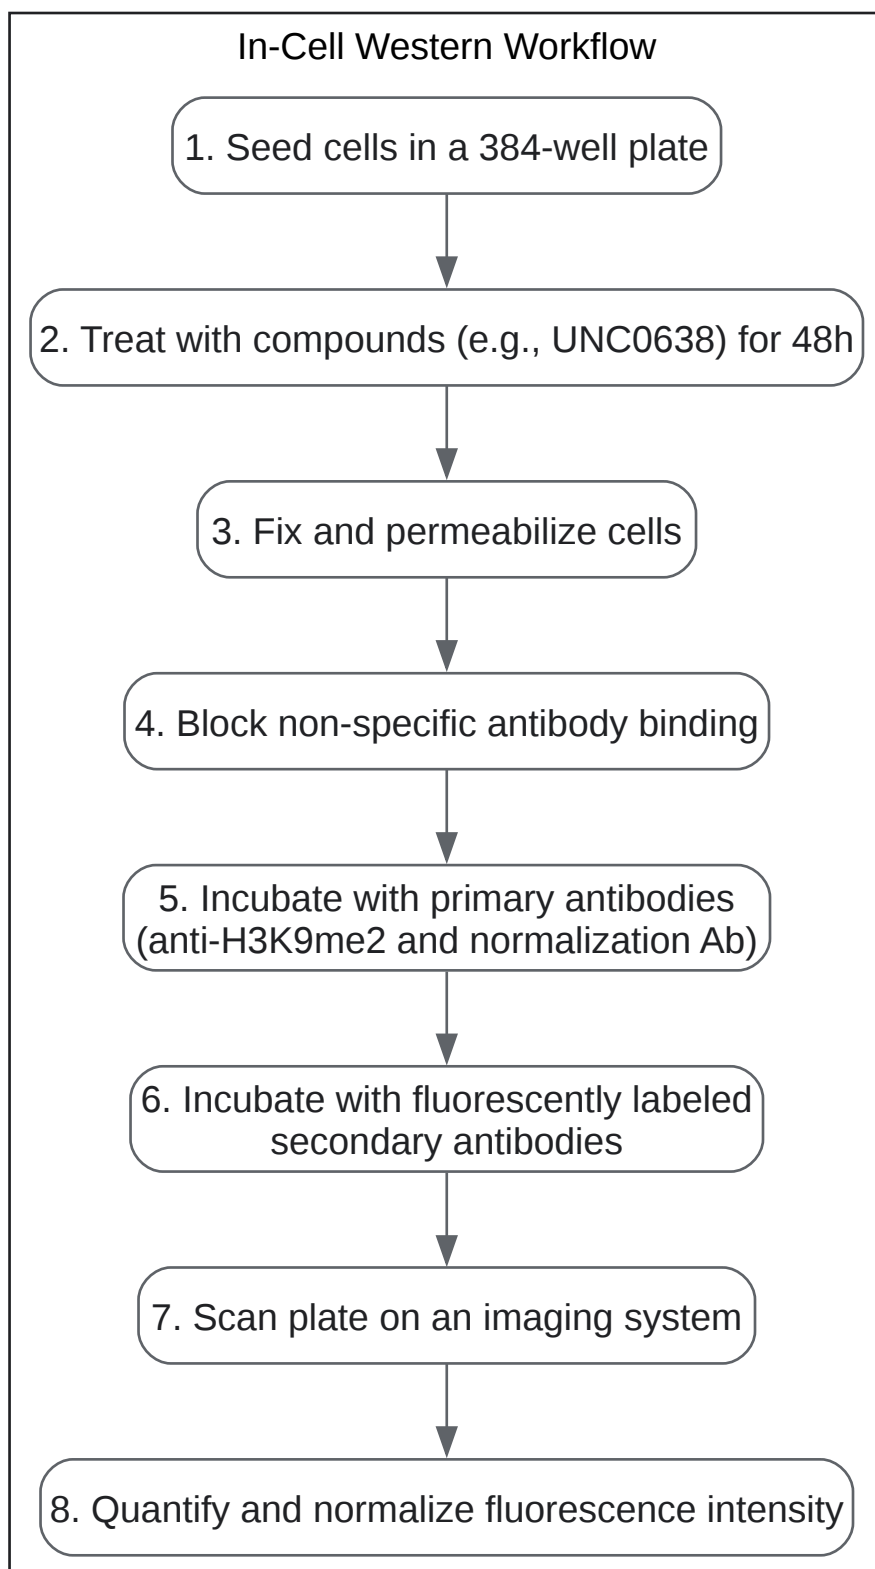 In-Cell Western Workflow
1. Seed cells in a 384-well plate
2. Treat with compounds (e.g., UNC0638) for 48h
3. Fix and permeabilize cells
4. Block non-specific antibody binding
5. Incubate with primary antibodies
(anti-H3K9me2 and normalization Ab)
6. Incubate with fluorescently labeled
secondary antibodies
7. Scan plate on an imaging system
8. Quantify and normalize fluorescence intensity